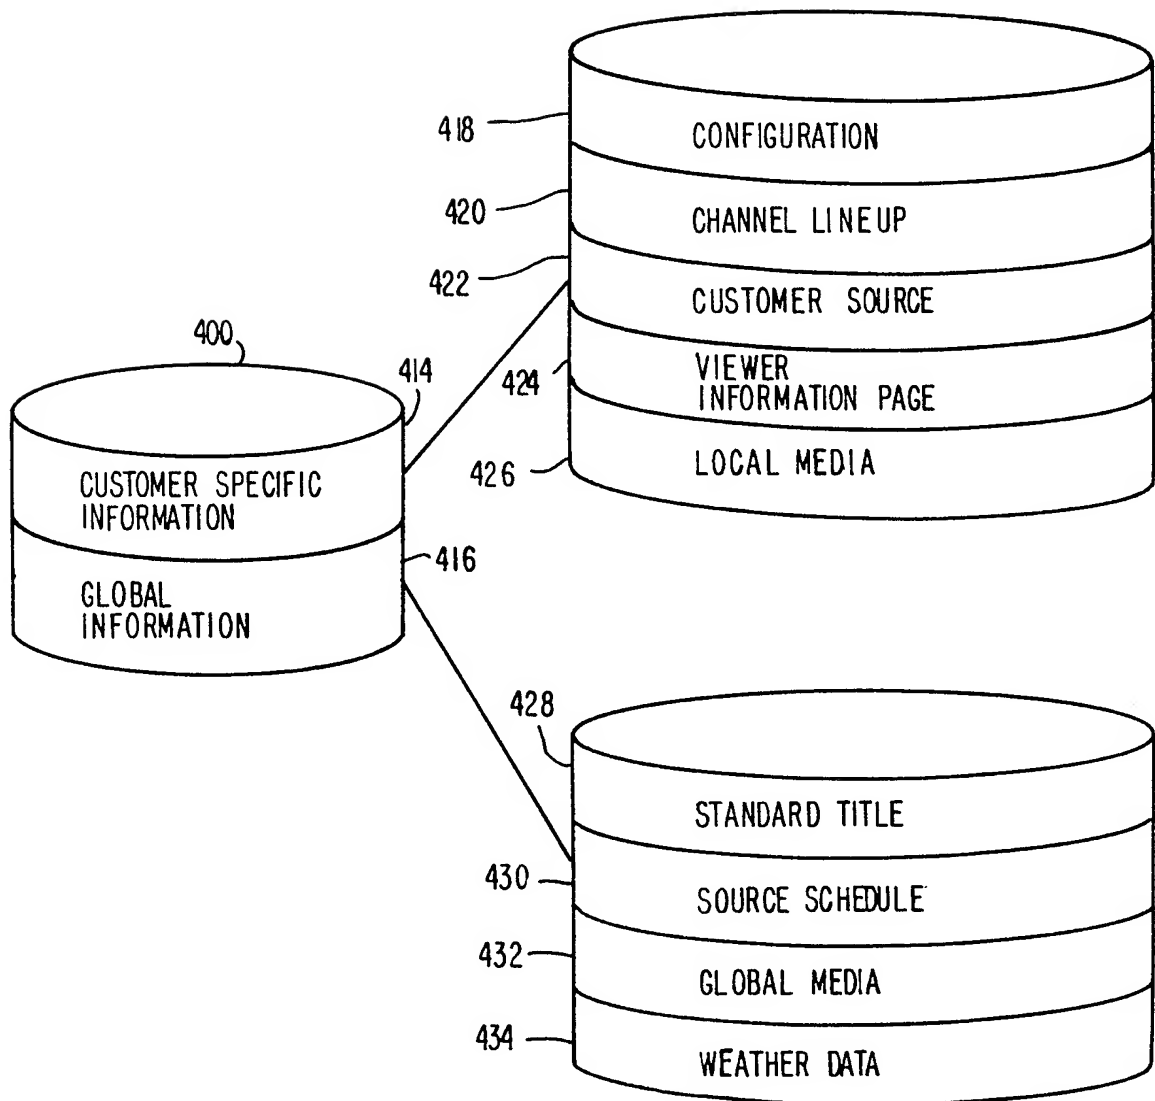 418
CONFIGURATION
420
CHANNEL LINEUP
422
CUSTOMER SOURCE
424
VIEWER
INFORMATION PAGE
426
LOCAL MEDIA
400
414
CUSTOMER SPECIFIC
INFORMATION
416
GLOBAL
INFORMATION
428
STANDARD TITLE
430
SOURCE SCHEDULE
432
GLOBAL MEDIA
434
WEATHER DATA